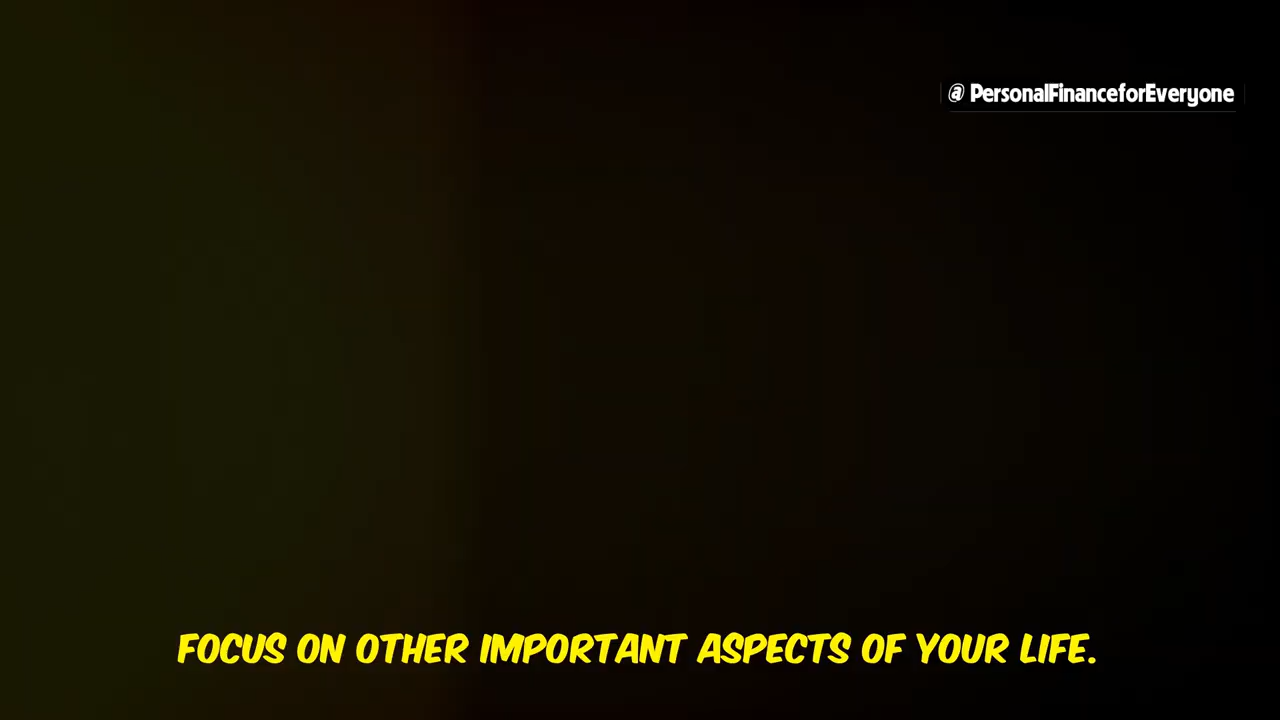 @ PersonalFinanceforEveryone
FOCUS ON OTHER IMPORTANT ASPECTS OF YOUR LIFE.